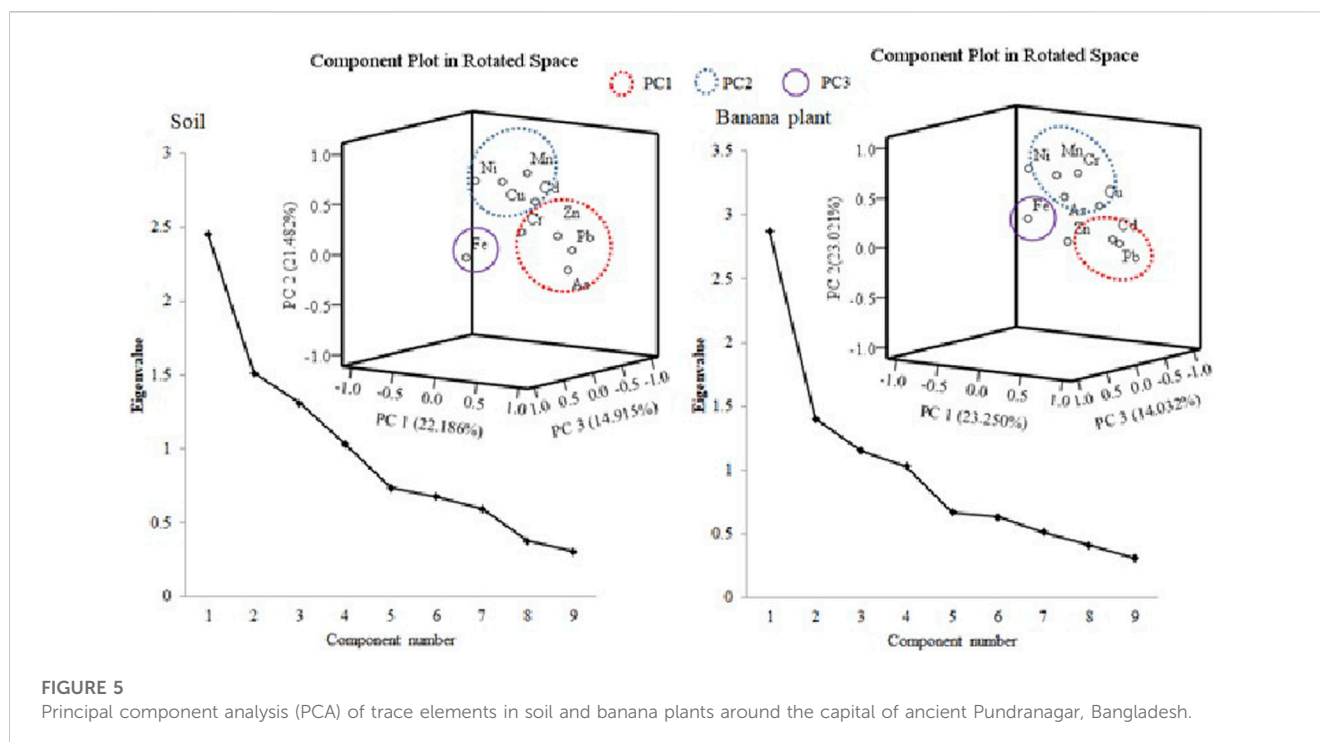 Component Plot in Rotated Space
Component Plot in Rotated Space
PC1 PC2 PC3
Soil
3
2.5
2
1.5
1
0.5
0
Eigenvalue
1 2 3 4 5 6 7 8 9
Component number
1.0
0.5
0.0
-0.5
-1.0
PC 2 (21.482%)
Ni
Mn
Cu
Cd
Cr
Zn
Pb
As
Fe
-1.0 -0.5 0.0 0.5 1.0
PC 1 (22.186%)
1.0 0.5 0.0 -0.5 -1.0
PC 3 (14.915%)
Banana plant
3.5
3
2.5
2
1.5
1
0.5
0
Eigenvalue
1 2 3 4 5 6 7 8 9
Component number
1.0
0.5
0.0
-0.5
-1.0
PC 2(23.021%)
Ni
Mn
Cr
Cu
As
Fe
Zn
Cd
Pb
-1.0 -0.5 0.0 0.5 1.0
PC 1 (23.250%)
1.0 0.5 0.0 -0.5 -1.0
PC 3 (14.032%)
FIGURE 5
Principal component analysis (PCA) of trace elements in soil and banana plants around the capital of ancient Pundranagar, Bangladesh.